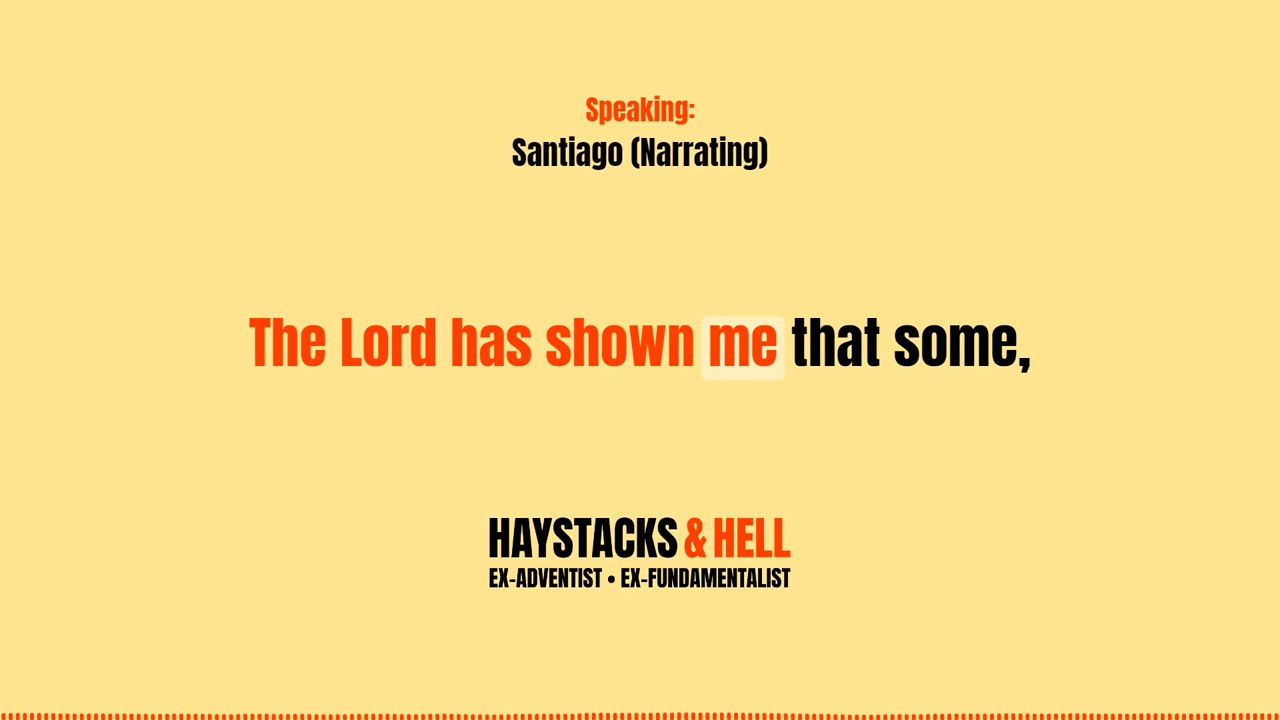 Speaking:
Santiago (Narrating)
The Lord has shown me that some,
HAYSTACKS & HELL
EX-ADVENTIST • EX-FUNDAMENTALIST